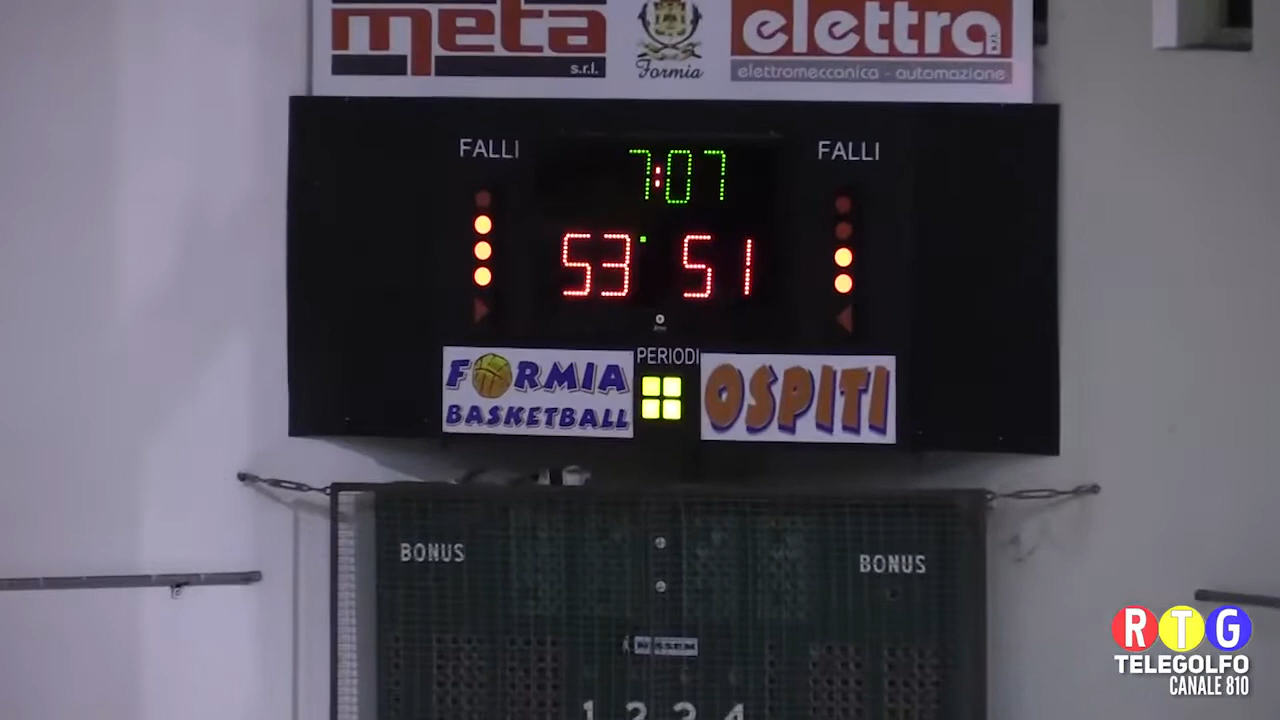 meta
s.r.l.
Formia
elettra s.r.l.
elettromeccanica - automazione
FALLI
7:07
FALLI
53 51
PERIODI
FORMIA
BASKETBALL
OSPITI
BONUS
BONUS
1 2 3 4
RTG
TELEGOLFO
CANALE 810